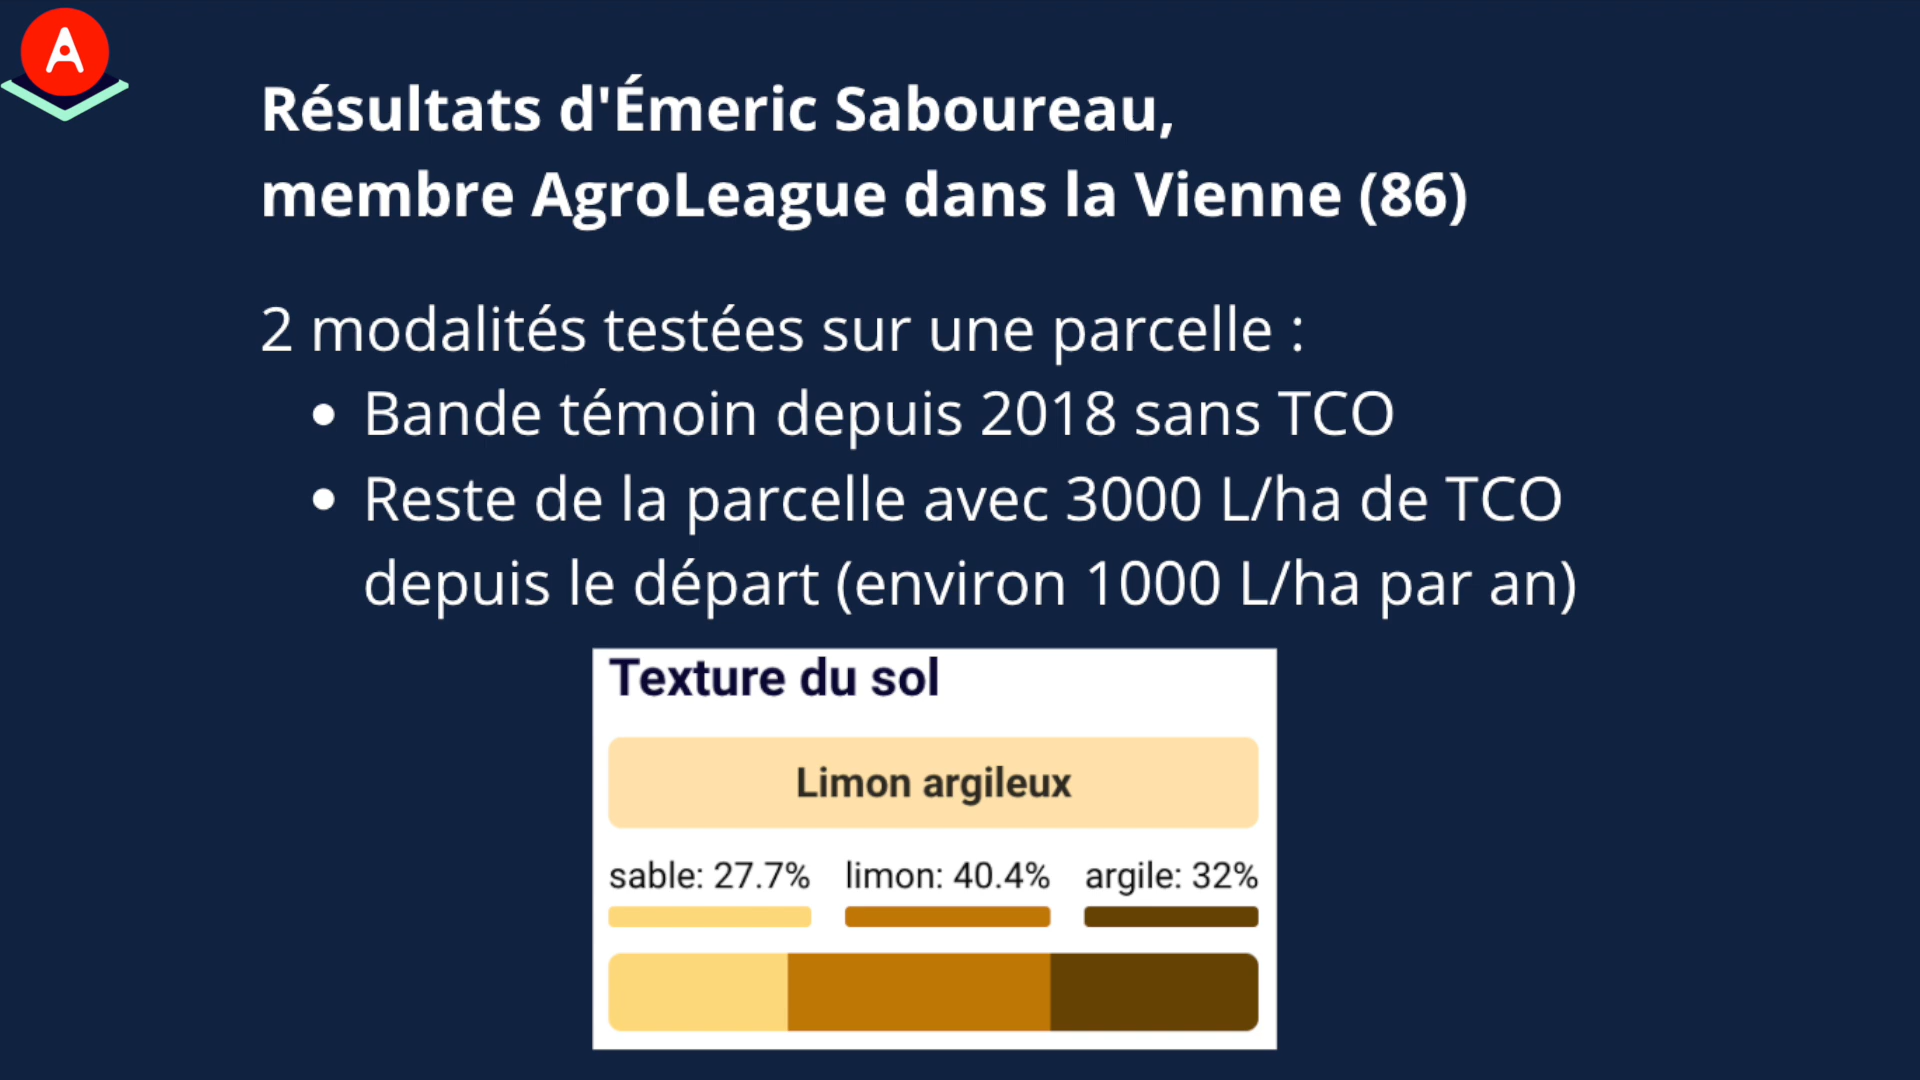 A
Résultats d'Émeric Saboureau,
membre AgroLeague dans la Vienne (86)
2 modalités testées sur une parcelle :
• Bande témoin depuis 2018 sans TCO
• Reste de la parcelle avec 3000 L/ha de TCO
depuis le départ (environ 1000 L/ha par an)
Texture du sol
Limon argileux
sable: 27.7% limon: 40.4% argile: 32%